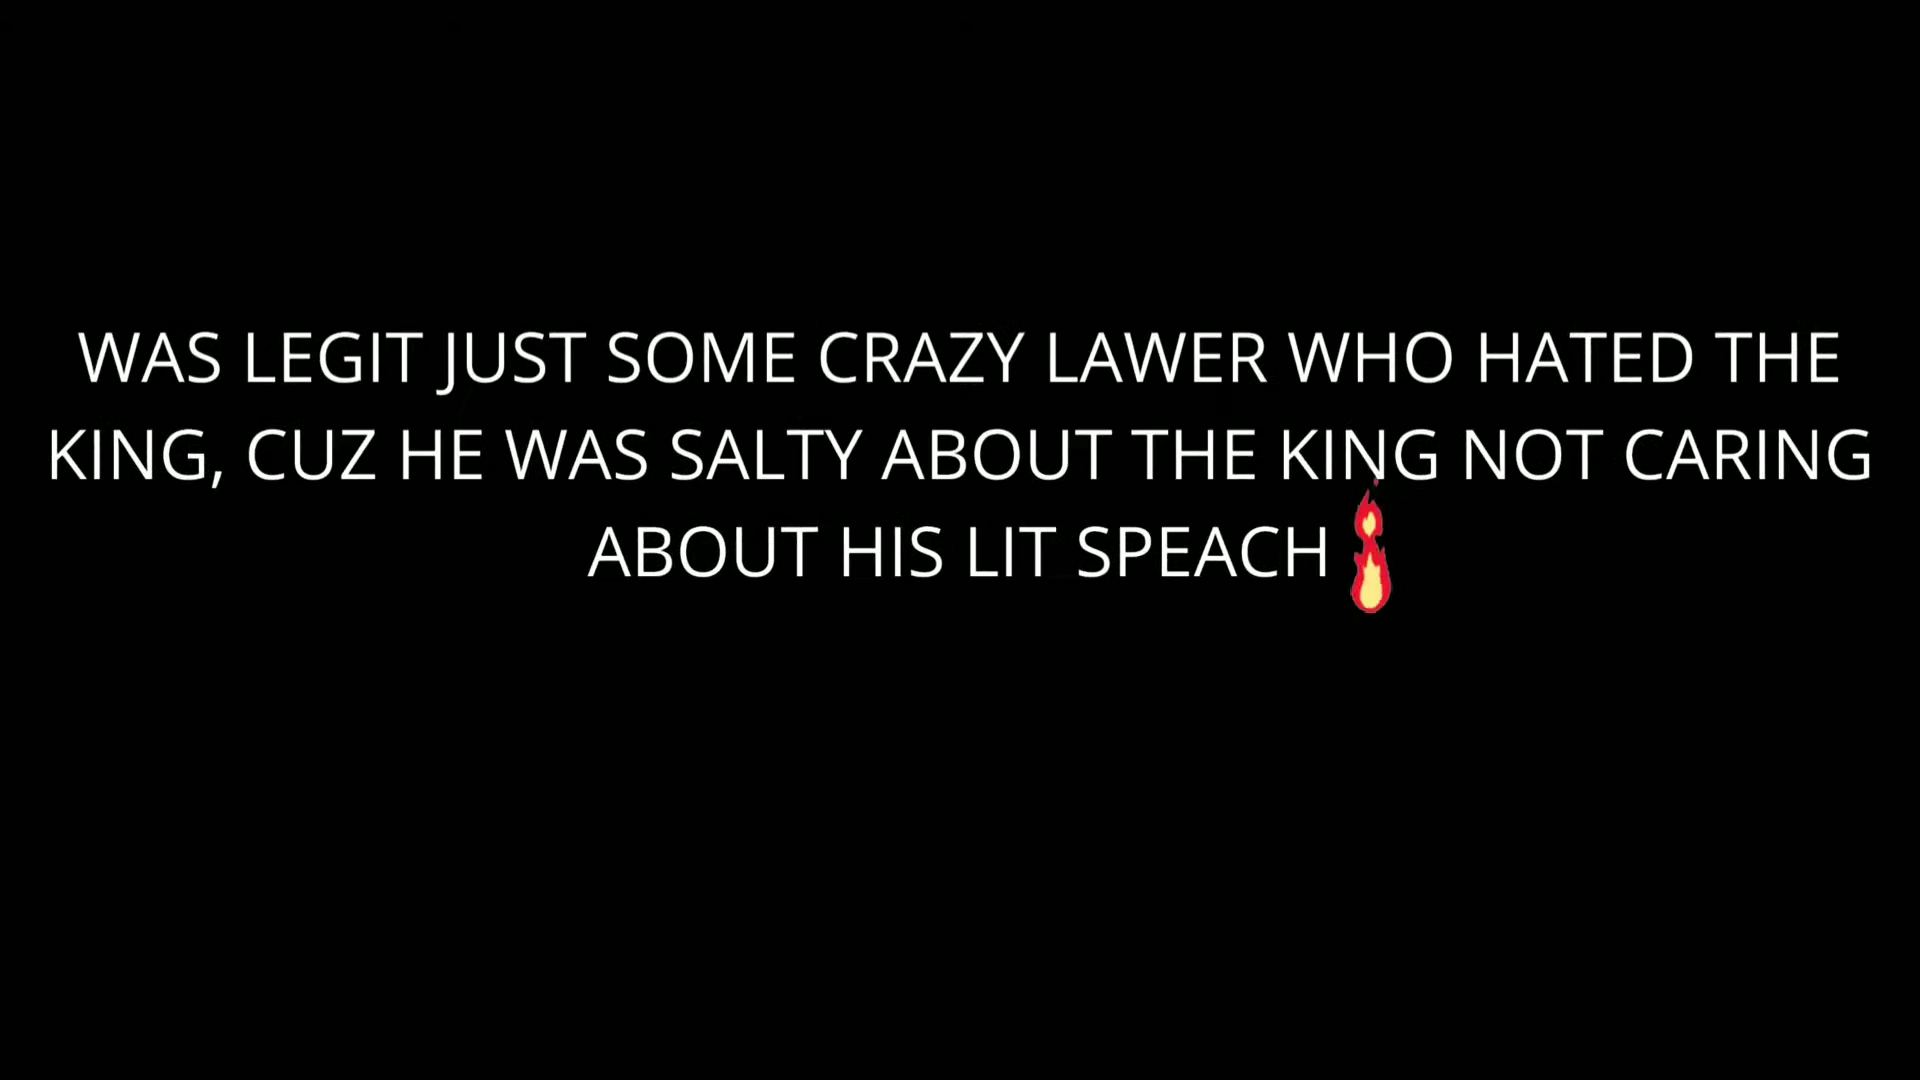 WAS LEGIT JUST SOME CRAZY LAWER WHO HATED THE
KING, CUZ HE WAS SALTY ABOUT THE KING NOT CARING
ABOUT HIS LIT SPEACH